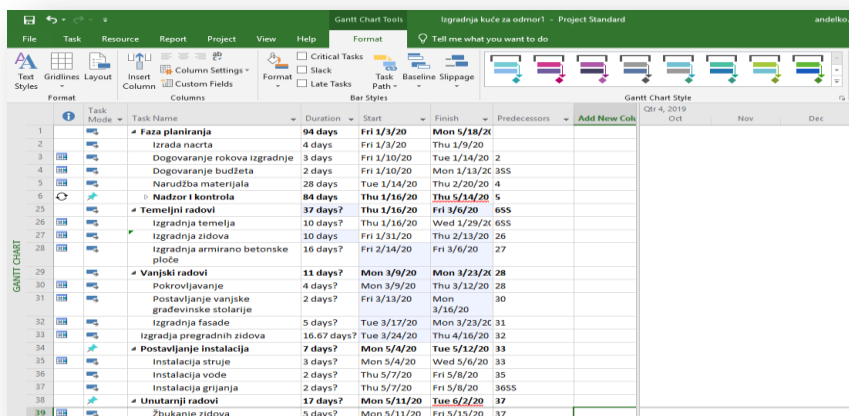 Gantt Chart Tools
Izgradnja kuće za odmor1 - Project Standard
andelko.
File Task Resource Report Project View Help Format Tell me what you want to do
Text Styles
Gridlines
Layout
Insert Column
Column Settings
Custom Fields
Format
Critical Tasks
Slack
Late Tasks
Task Path
Baseline
Slippage
Format
Columns
Bar Styles
Gantt Chart Style
GANTT CHART
Task Mode Task Name Duration Start Finish Predecessors Add New Colu
Qtr 4, 2019
Oct Nov Dec
1 Faza planiranja 94 days Fri 1/3/20 Mon 5/18/20
2 Izrada nacrta 4 days Fri 1/3/20 Thu 1/9/20
3 Dogovaranje rokova izgradnje 3 days Fri 1/10/20 Tue 1/14/20 2
4 Dogovaranje budžeta 2 days Fri 1/10/20 Mon 1/13/20 3SS
5 Narudžba materijala 28 days Tue 1/14/20 Thu 2/20/20 4
6 Nadzor I kontrola 84 days Thu 1/16/20 Thu 5/14/20 5
25 Temeljni radovi 37 days? Thu 1/16/20 Fri 3/6/20 6SS
26 Izgradnja temelja 10 days? Thu 1/16/20 Wed 1/29/20 6SS
27 Izgradnja zidova 10 days Fri 1/31/20 Thu 2/13/20 26
28 Izgradnja armirano betonske ploče 16 days? Fri 2/14/20 Fri 3/6/20 27
29 Vanjski radovi 11 days? Mon 3/9/20 Mon 3/23/20 28
30 Pokrovljavanje 4 days? Mon 3/9/20 Thu 3/12/20 28
31 Postavljanje vanjske građevinske stolarije 2 days? Fri 3/13/20 Mon 3/16/20 30
32 Izgradnja fasade 5 days? Tue 3/17/20 Mon 3/23/20 31
33 Izgradja pregradnih zidova 16.67 days? Tue 3/24/20 Thu 4/16/20 32
34 Postavljanje instalacija 7 days? Mon 5/4/20 Tue 5/12/20 33
35 Instalacija struje 3 days? Mon 5/4/20 Wed 5/6/20 33
36 Instalacija vode 2 days? Thu 5/7/20 Fri 5/8/20 35
37 Instalacija grijanja 2 days? Thu 5/7/20 Fri 5/8/20 36SS
38 Unutarnji radovi 17 days? Mon 5/11/20 Tue 6/2/20 37
39 Žbukanje zidova 5 days? Mon 5/11/20 Fri 5/15/20 37